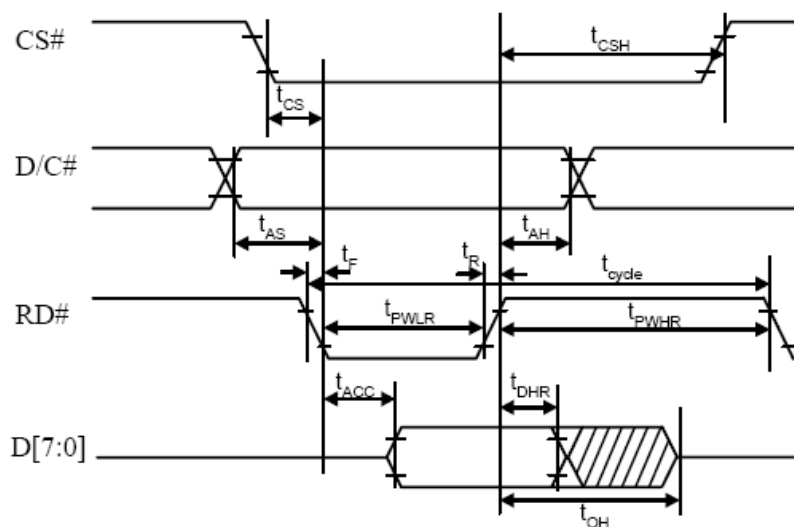 CS#
t_CSH
t_CS
D/C#
t_AS
t_AH
t_F
t_R
t_cycle
RD#
t_PWLR
t_PWHR
t_ACC
t_DHR
D[7:0]
t_OH